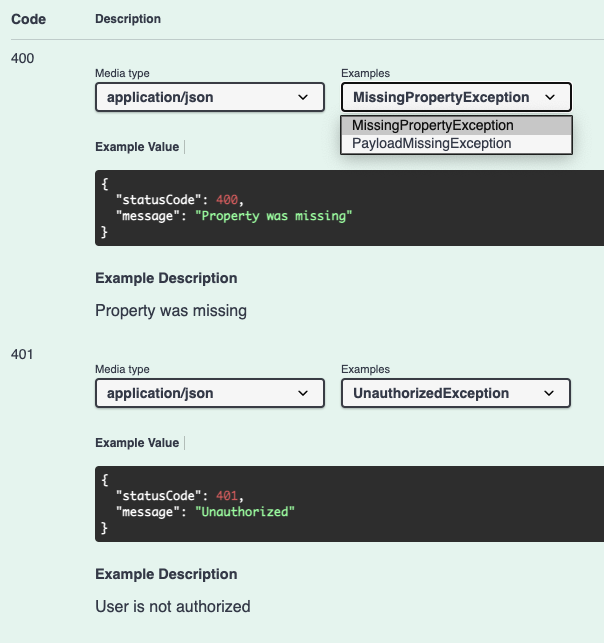 Code Description
400
Media type Examples
application/json MissingPropertyException
MissingPropertyException
PayloadMissingException
Example Value
{
"statusCode": 400,
"message": "Property was missing"
}
Example Description
Property was missing
401
Media type Examples
application/json UnauthorizedException
Example Value
{
"statusCode": 401,
"message": "Unauthorized"
}
Example Description
User is not authorized